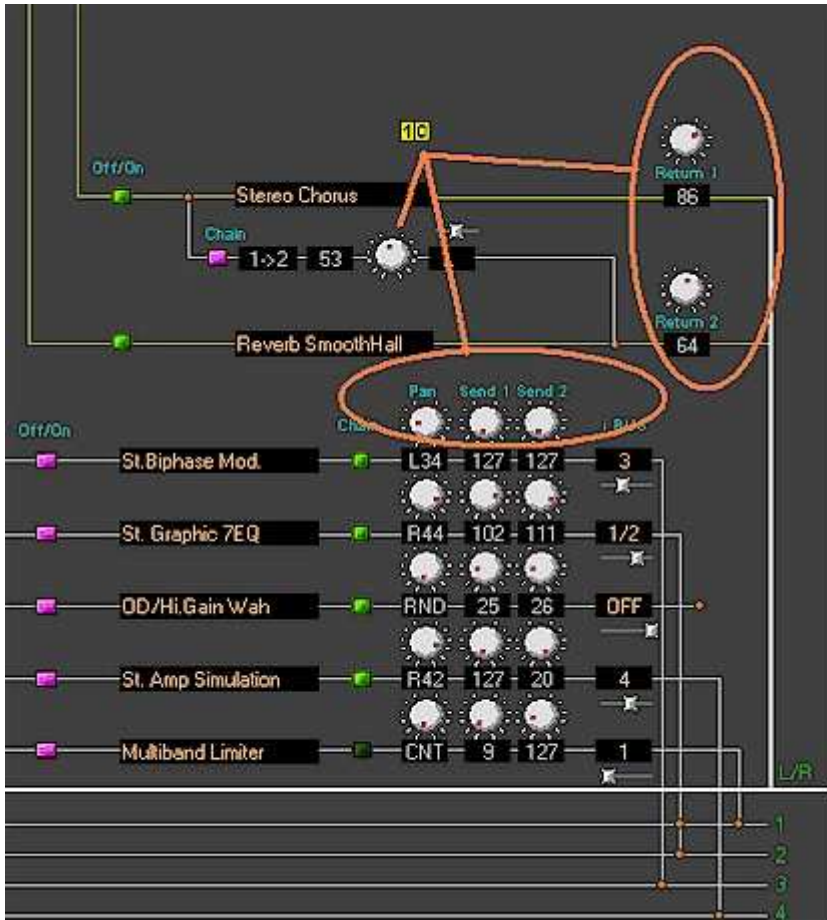 1C
Off/On
Return 1
Stereo Chorus 86
Chain
1->2 53
Return 2
Reverb SmoothHall 64
Pan Send 1 Send 2
Off/On
St.Biphase Mod. L34 127 127 3
St. Graphic 7EQ R44 102 111 1/2
OD/Hi.Gain Wah RND 25 26 OFF
St. Amp Simulation R42 127 20 4
Multiband Limiter CNT 9 127 1
L/R
1
2
3
4